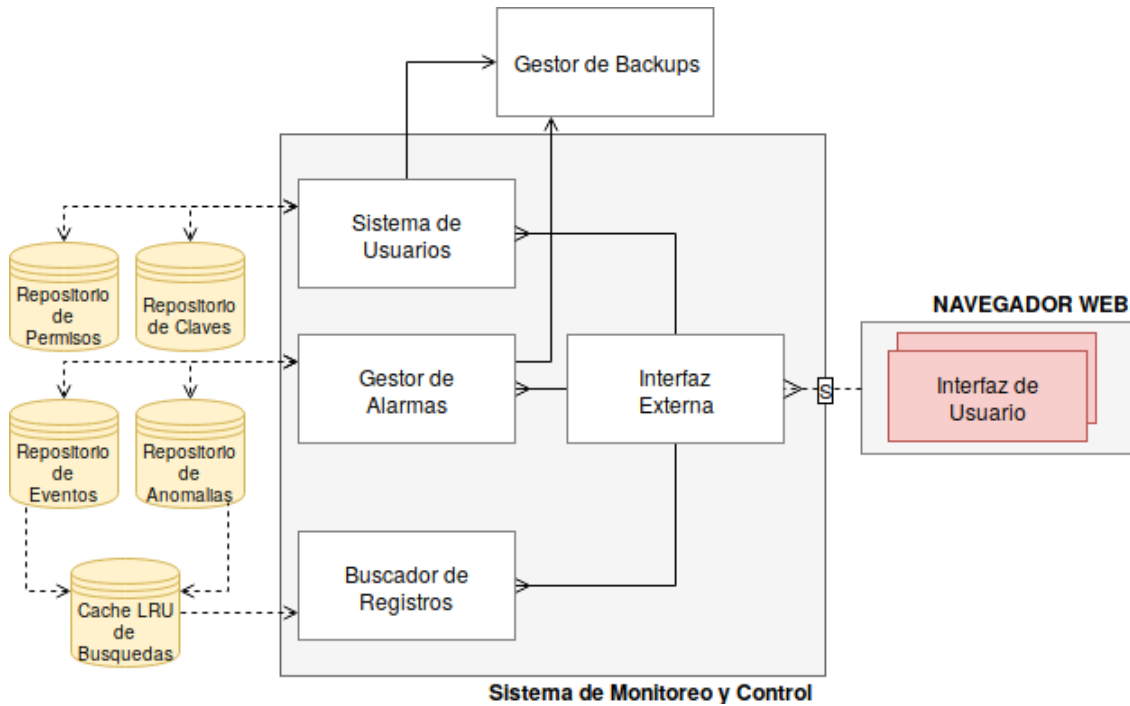 Gestor de Backups
Sistema de
Usuarios
Repositorio
de
Permisos
Repositorio
de Claves
NAVEGADOR WEB
Gestor de
Alarmas
Interfaz
Externa
S
Interfaz de
Usuario
Repositorio
de
Eventos
Repositorio
de
Anomalias
Buscador de
Registros
Cache LRU
de
Busquedas
Sistema de Monitoreo y Control